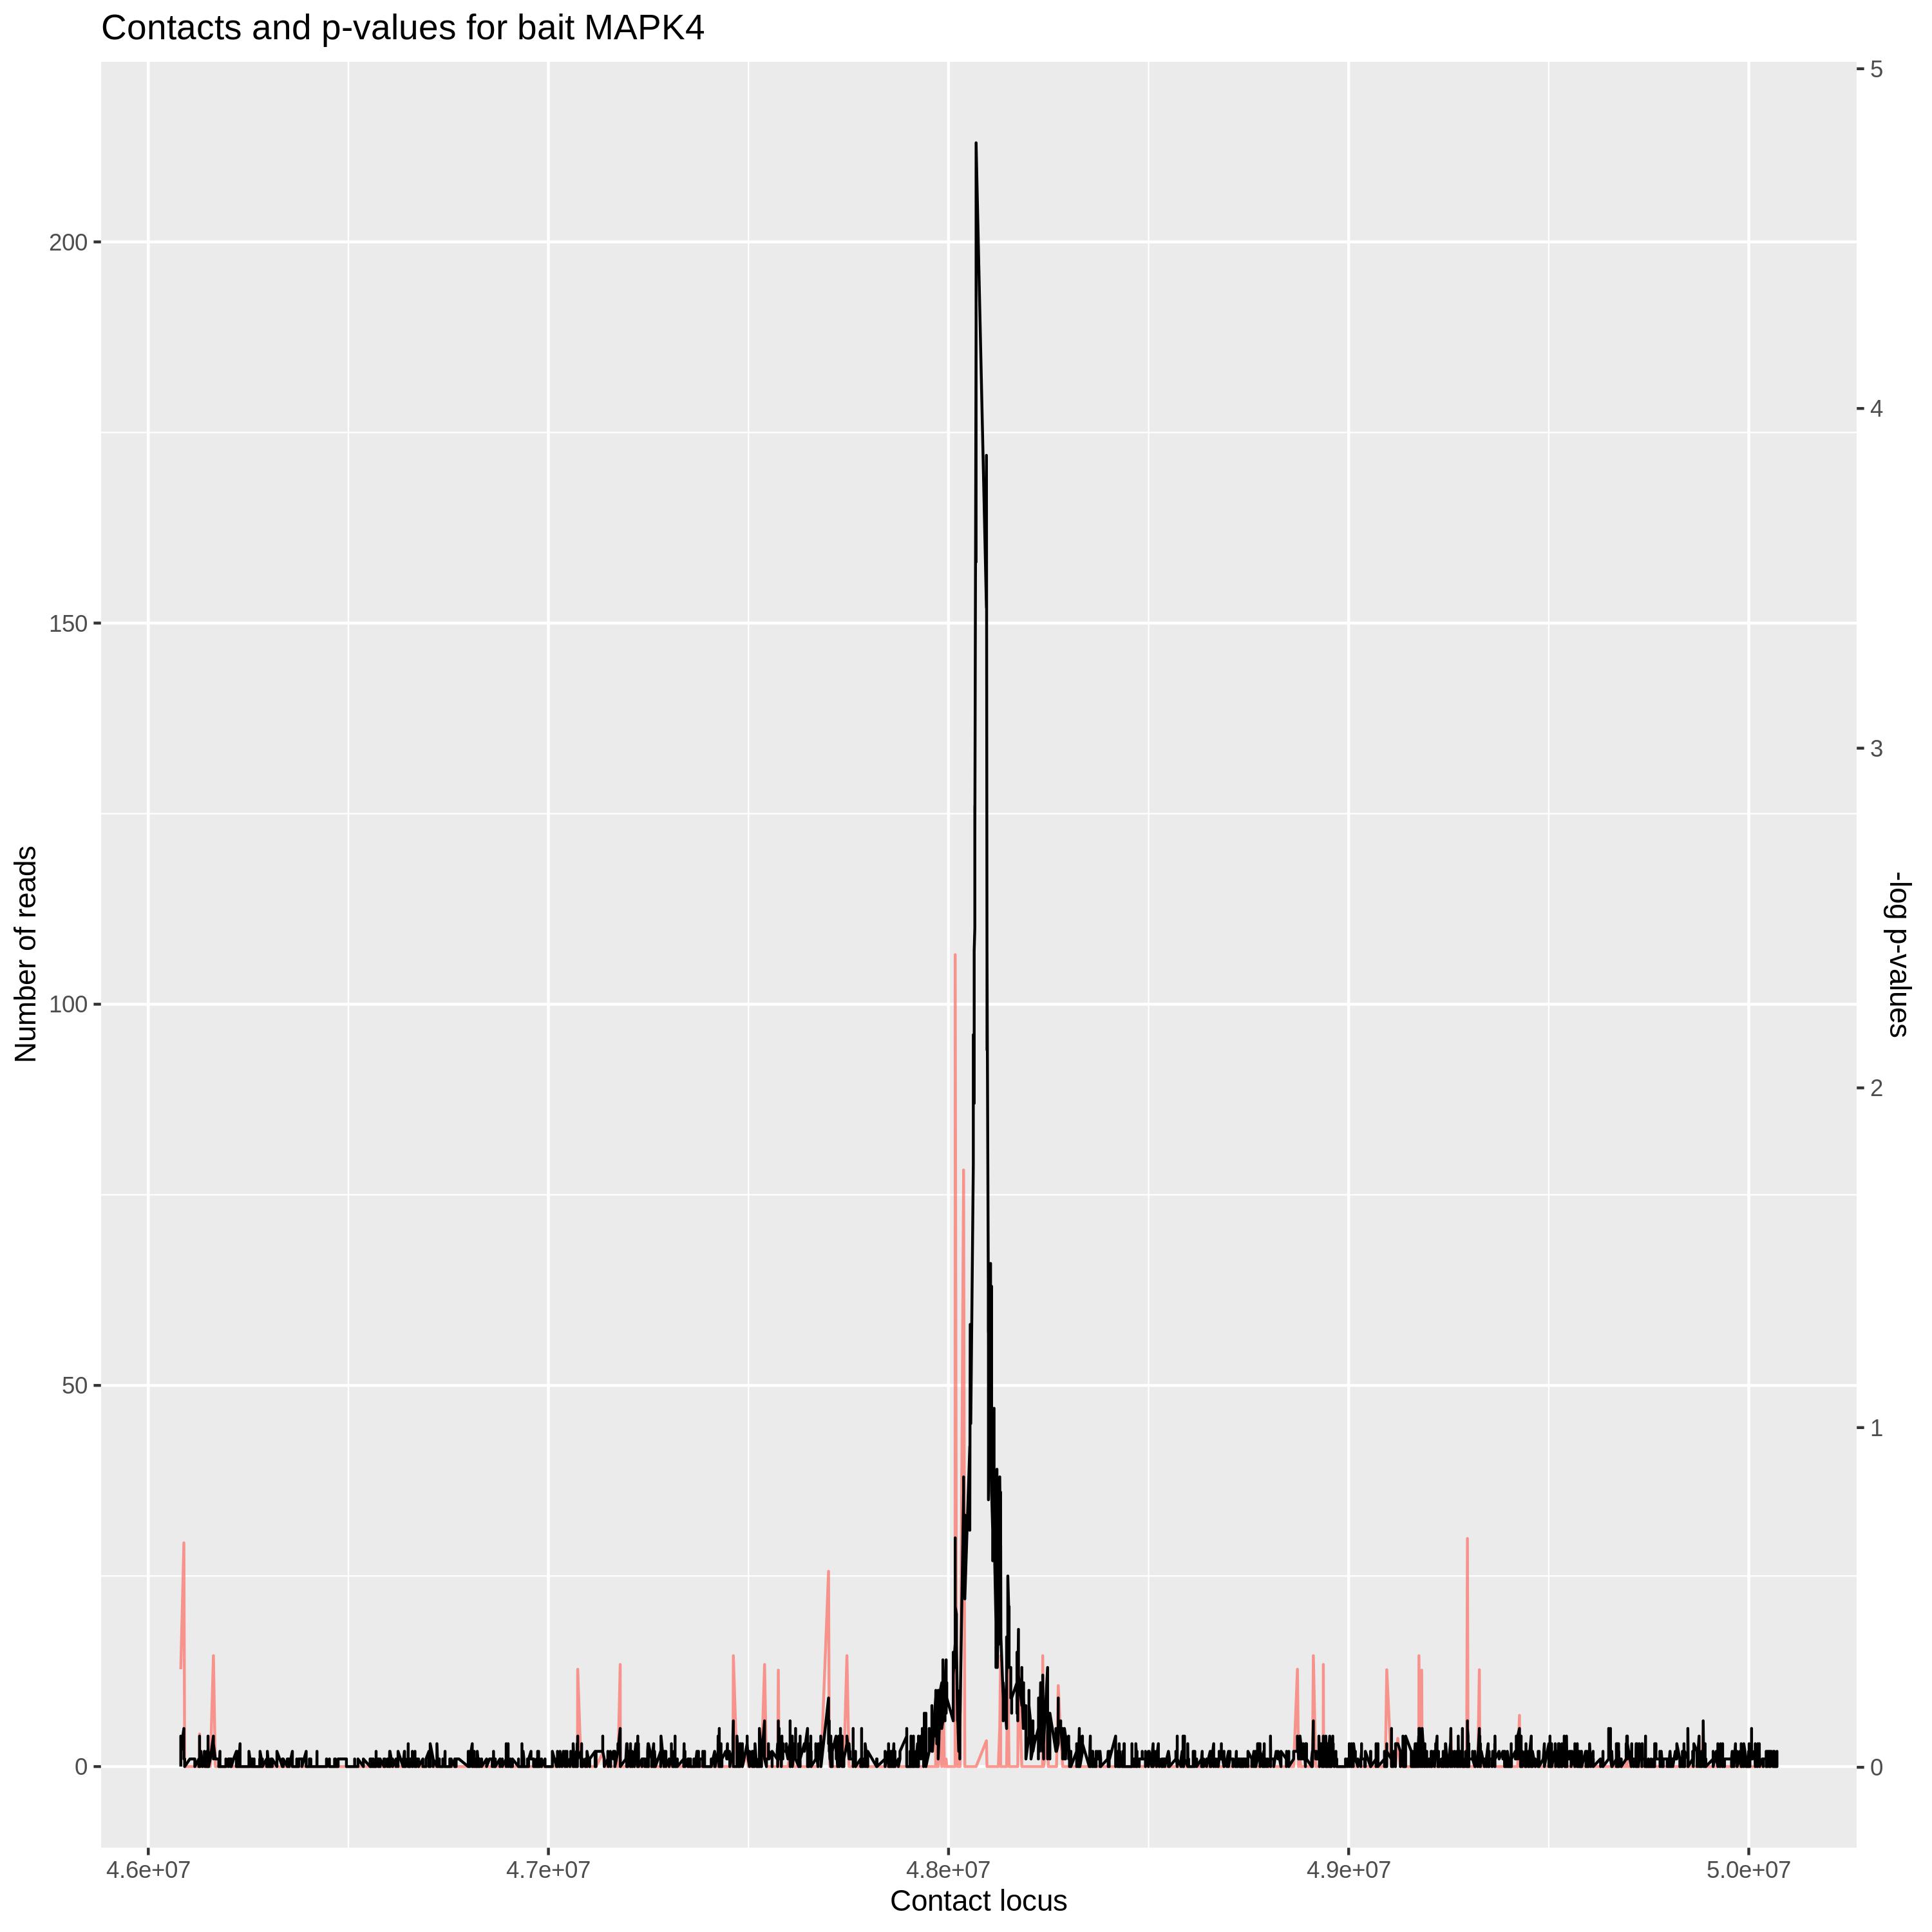 Contacts and p-values for bait MAPK4
Number of reads
200
150
100
50
0
5
4
3
2
1
0
-log p-values
4.6e+07
4.7e+07
4.8e+07
4.9e+07
5.0e+07
Contact locus